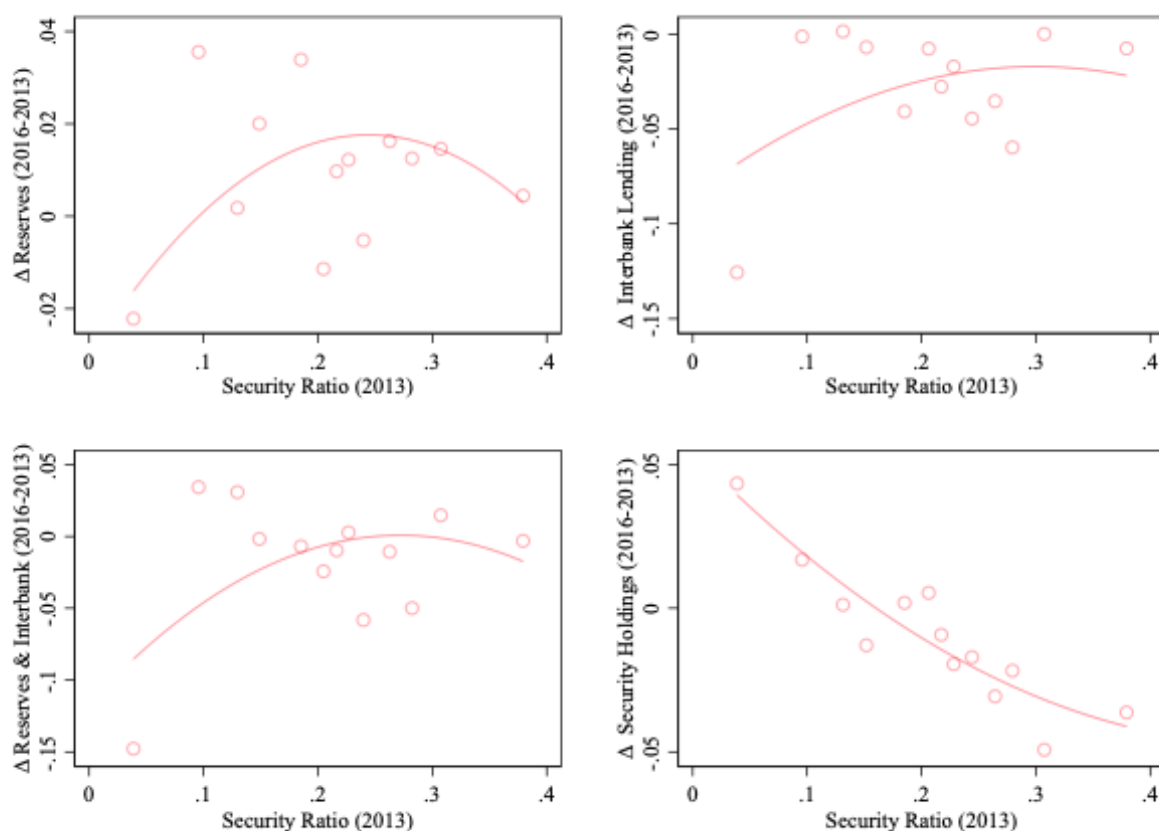 Δ Reserves (2016-2013)
.04
.02
0
-.02
0 .1 .2 .3 .4
Security Ratio (2013)
Δ Interbank Lending (2016-2013)
0
-.05
-.1
-.15
0 .1 .2 .3 .4
Security Ratio (2013)
Δ Reserves & Interbank (2016-2013)
.05
0
-.05
-.1
-.15
0 .1 .2 .3 .4
Security Ratio (2013)
Δ Security Holdings (2016-2013)
.05
0
-.05
0 .1 .2 .3 .4
Security Ratio (2013)